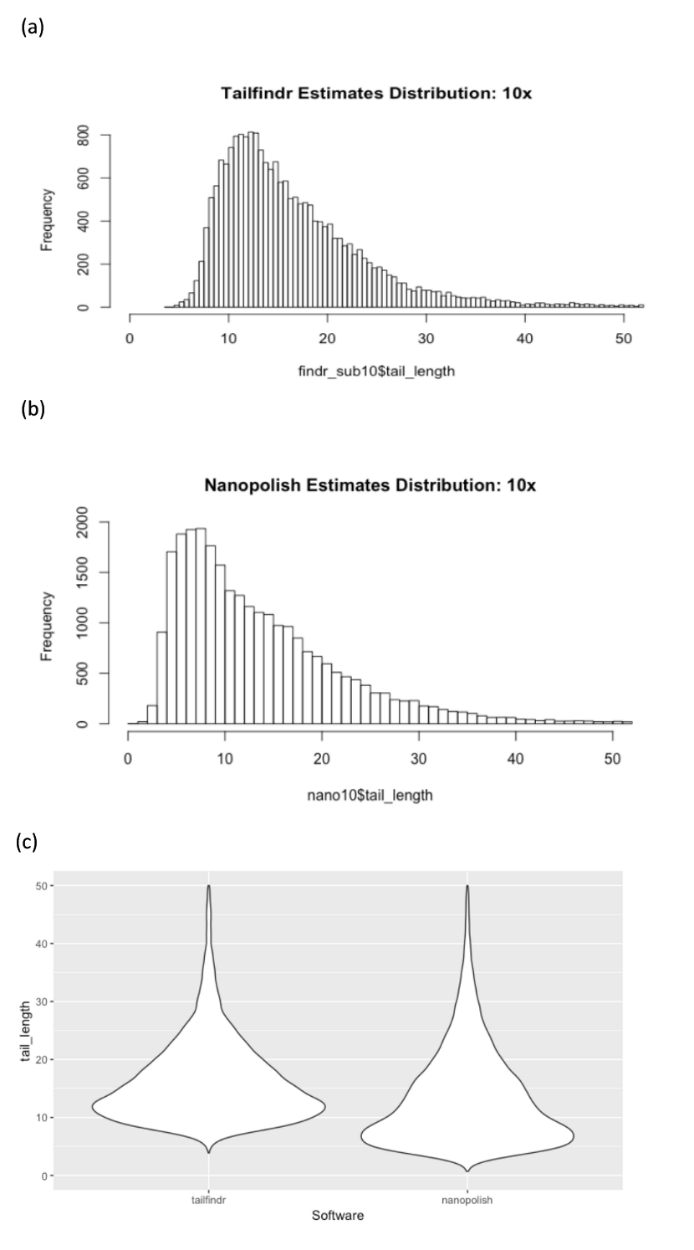 (a)
Tailfindr Estimates Distribution: 10x
800
600
400
200
0
Frequency
0 10 20 30 40 50
findr_sub10$tail_length
(b)
Nanopolish Estimates Distribution: 10x
2000
1500
1000
500
0
Frequency
0 10 20 30 40 50
nano10$tail_length
(c)
50
40
30
20
10
0
tail_length
tailfindr nanopolish
Software